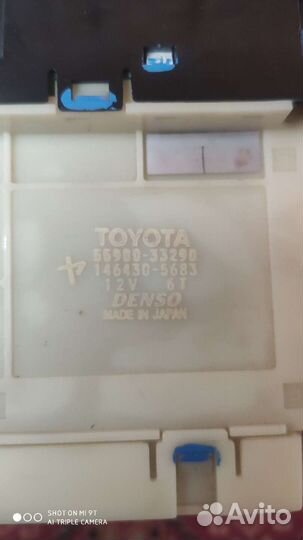 TOYOTA
55900-33290
146430-5683
12V 6T
DENSO
MADE IN JAPAN
SHOT ON MI 9T
AI TRIPLE CAMERA
Avito